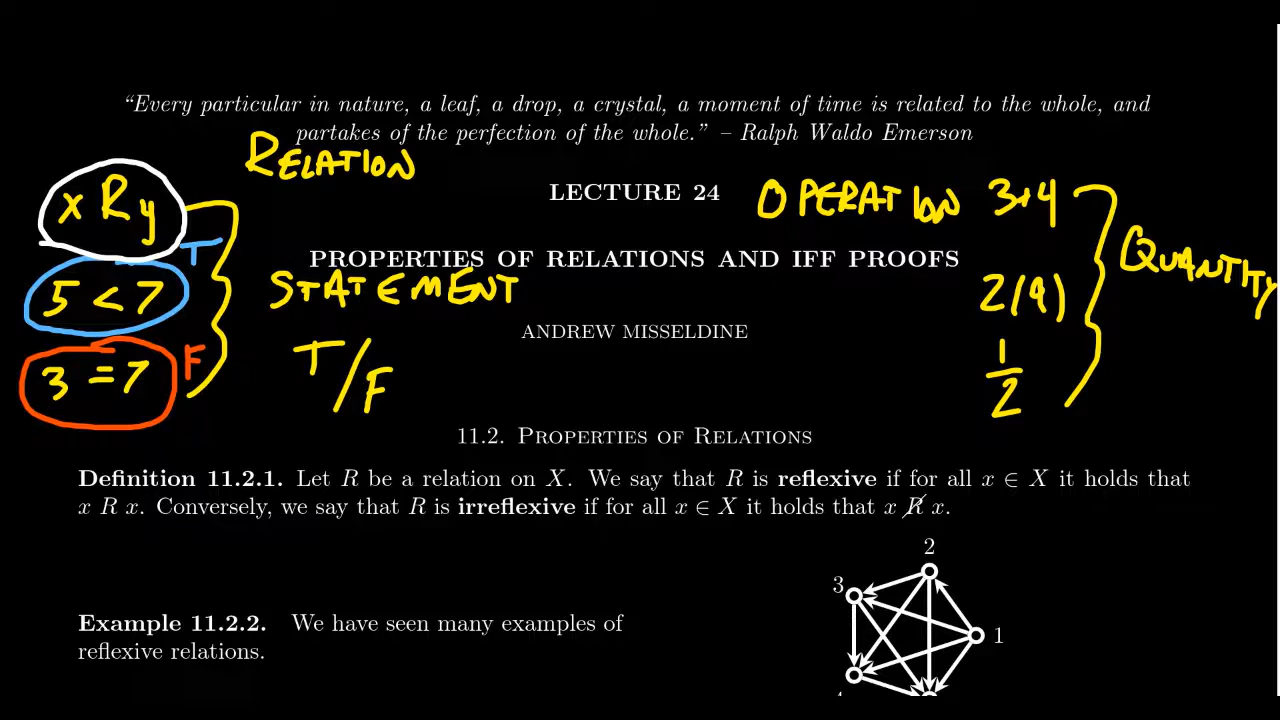 “Every particular in nature, a leaf, a drop, a crystal, a moment of time is related to the whole, and
partakes of the perfection of the whole.” – Ralph Waldo Emerson
RELATION
LECTURE 24
OPERATION 3+4
x R y
T
PROPERTIES OF RELATIONS AND IFF PROOFS
QUANTITY
5 < 7
STATEMENT
2(9)
ANDREW MISSELDINE
3 = 7
F
T/F
1/2
11.2. PROPERTIES OF RELATIONS
Definition 11.2.1. Let R be a relation on X. We say that R is reflexive if for all x ∈ X it holds that
x R x. Conversely, we say that R is irreflexive if for all x ∈ X it holds that x R̸ x.
2
3
Example 11.2.2. We have seen many examples of
1
reflexive relations.